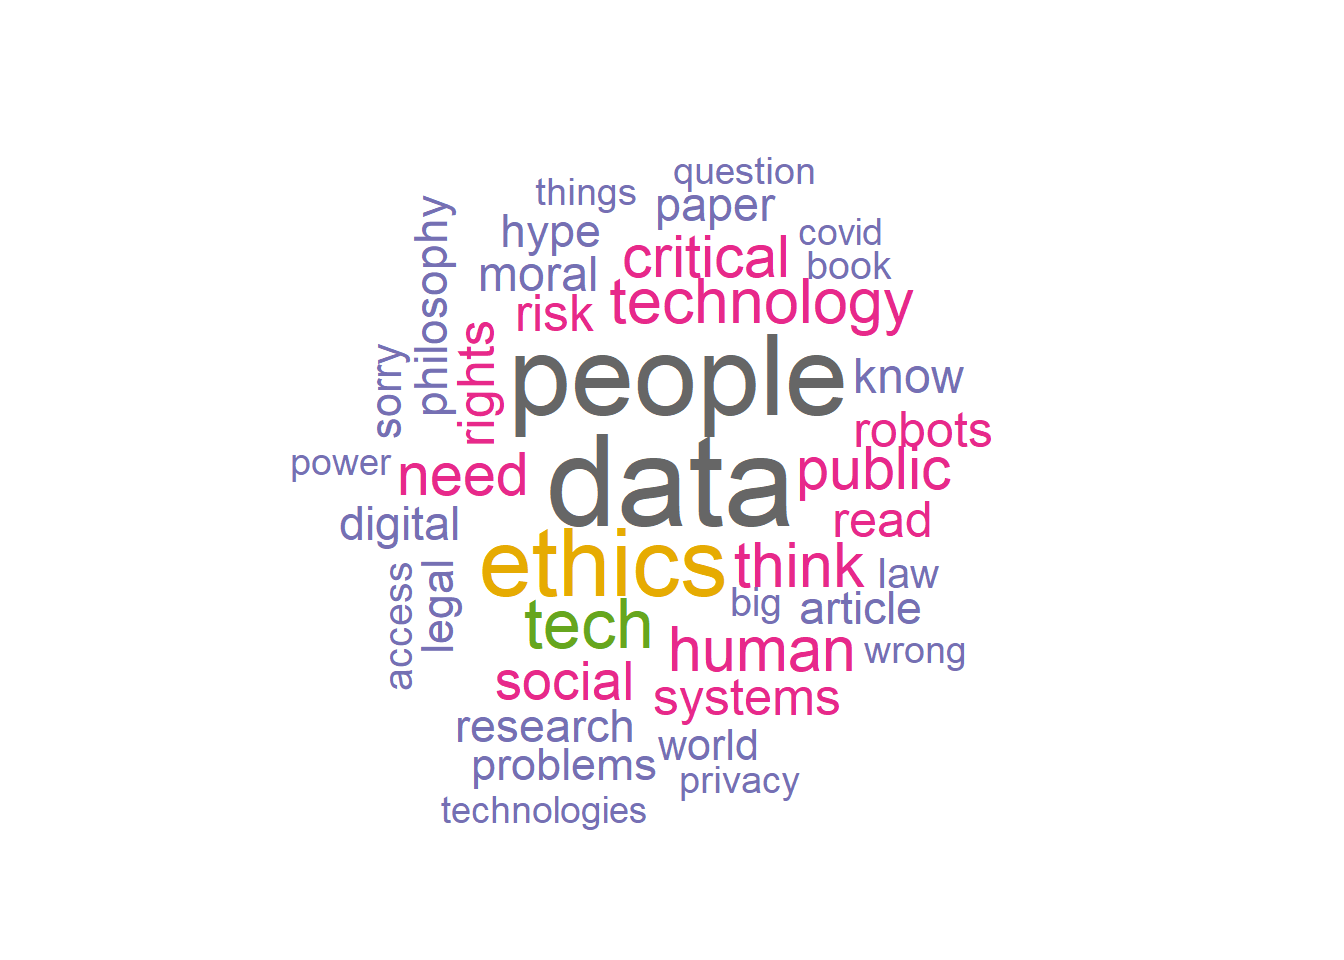 question
things
paper
hype
covid
critical
book
moral
technology
risk
philosophy
rights
people
know
sorry
robots
power
need
data
public
digital
read
ethics
think
law
access
legal
big
article
tech
human
wrong
social
systems
research
world
problems
privacy
technologies